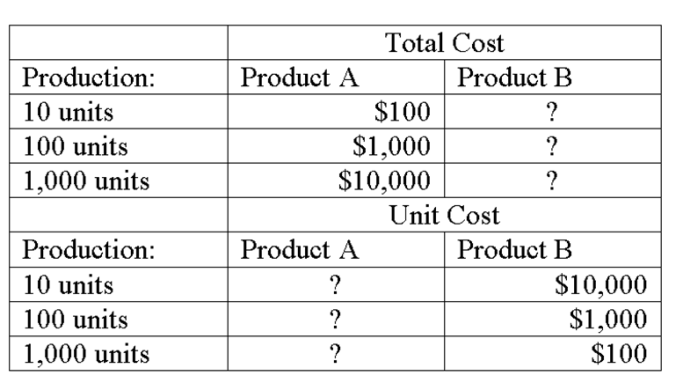 Total Cost
Production: Product A Product B
10 units $100 ?
100 units $1,000 ?
1,000 units $10,000 ?
Unit Cost
Production: Product A Product B
10 units ? $10,000
100 units ? $1,000
1,000 units ? $100